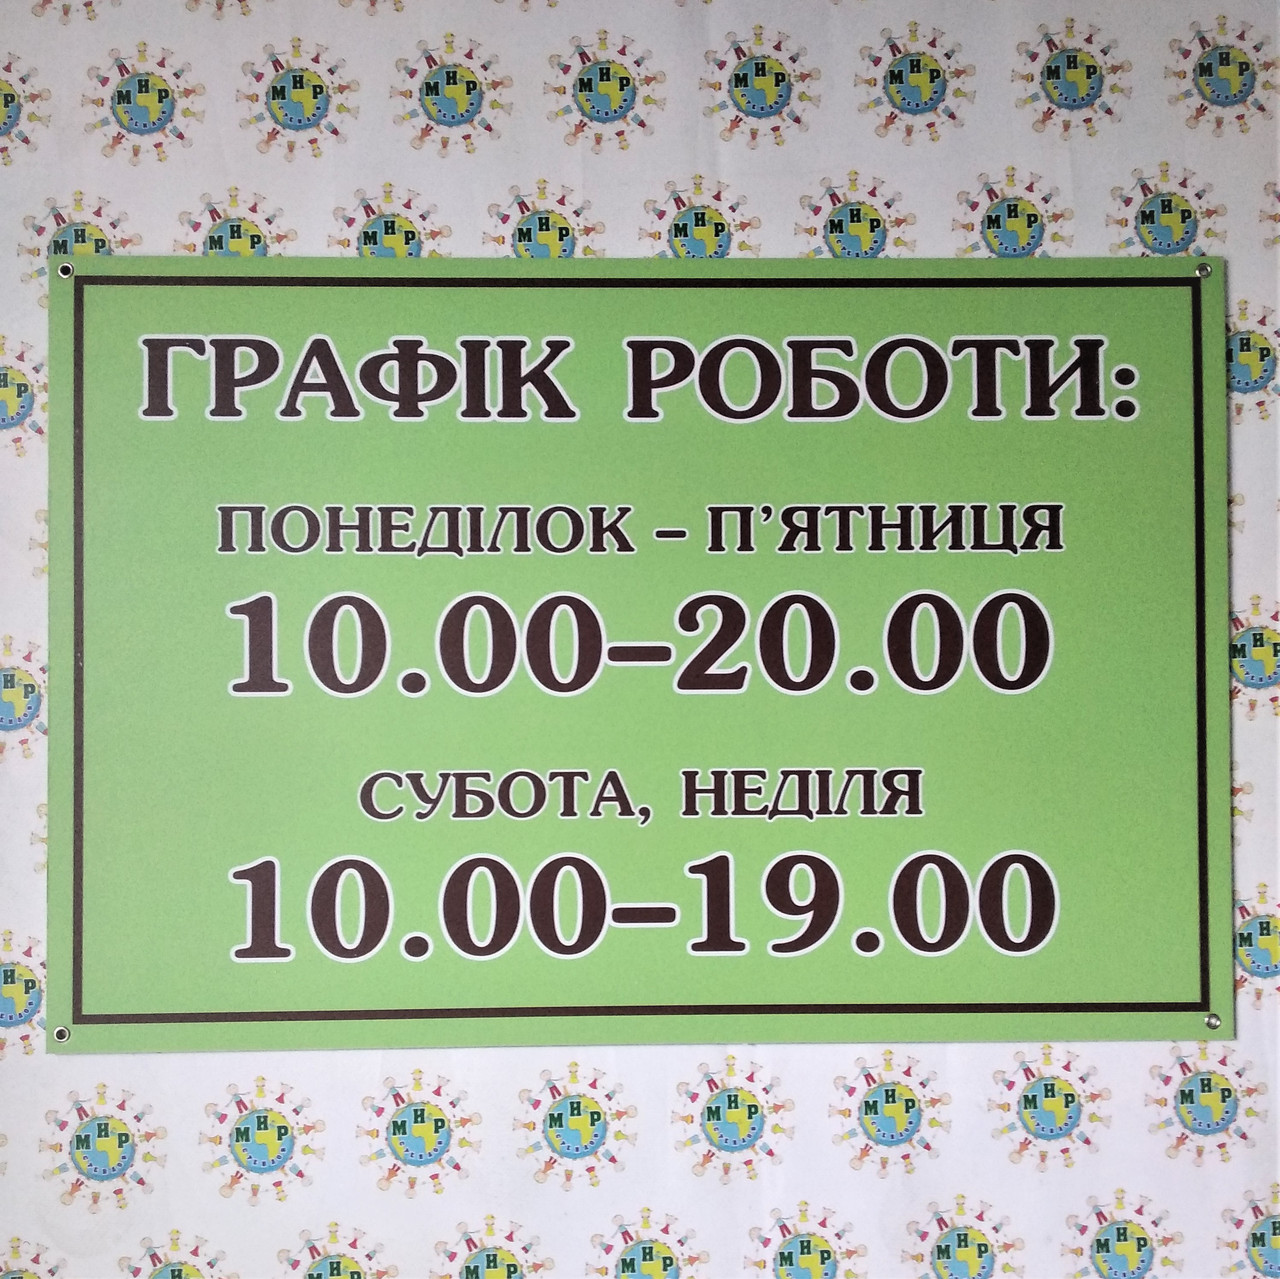 ГРАФІК РОБОТИ:
ПОНЕДІЛОК – П’ЯТНИЦЯ
10.00–20.00
СУБОТА, НЕДІЛЯ
10.00–19.00